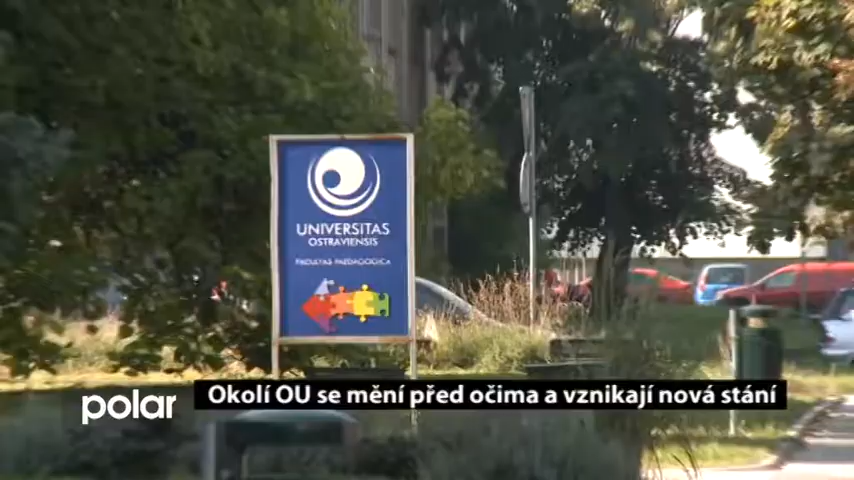 UNIVERSITAS
OSTRAVIENSIS
FACULTAS PAEDAGOGICA
polar
Okolí OU se mění před očima a vznikají nová stání